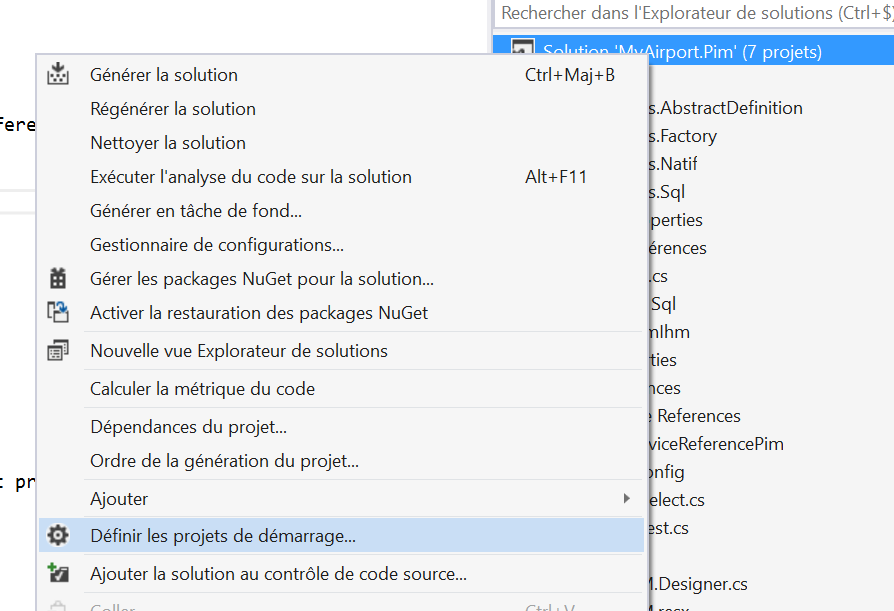 Rechercher dans l'Explorateur de solutions (Ctrl+$)
Solution 'MyAirport.Pim' (7 projets)
Générer la solution Ctrl+Maj+B
Régénérer la solution
Nettoyer la solution
Exécuter l'analyse du code sur la solution Alt+F11
Générer en tâche de fond...
Gestionnaire de configurations...
Gérer les packages NuGet pour la solution...
Activer la restauration des packages NuGet
Nouvelle vue Explorateur de solutions
Calculer la métrique du code
Dépendances du projet...
Ordre de la génération du projet...
Ajouter
Définir les projets de démarrage...
Ajouter la solution au contrôle de code source...
Coller Ctrl+V
fere
t pr
s.AbstractDefinition
s.Factory
s.Natif
s.Sql
perties
érences
.cs
Sql
mIhm
ties
nces
e References
viceReferencePim
onfig
elect.cs
est.cs
M.Designer.cs
M.resx